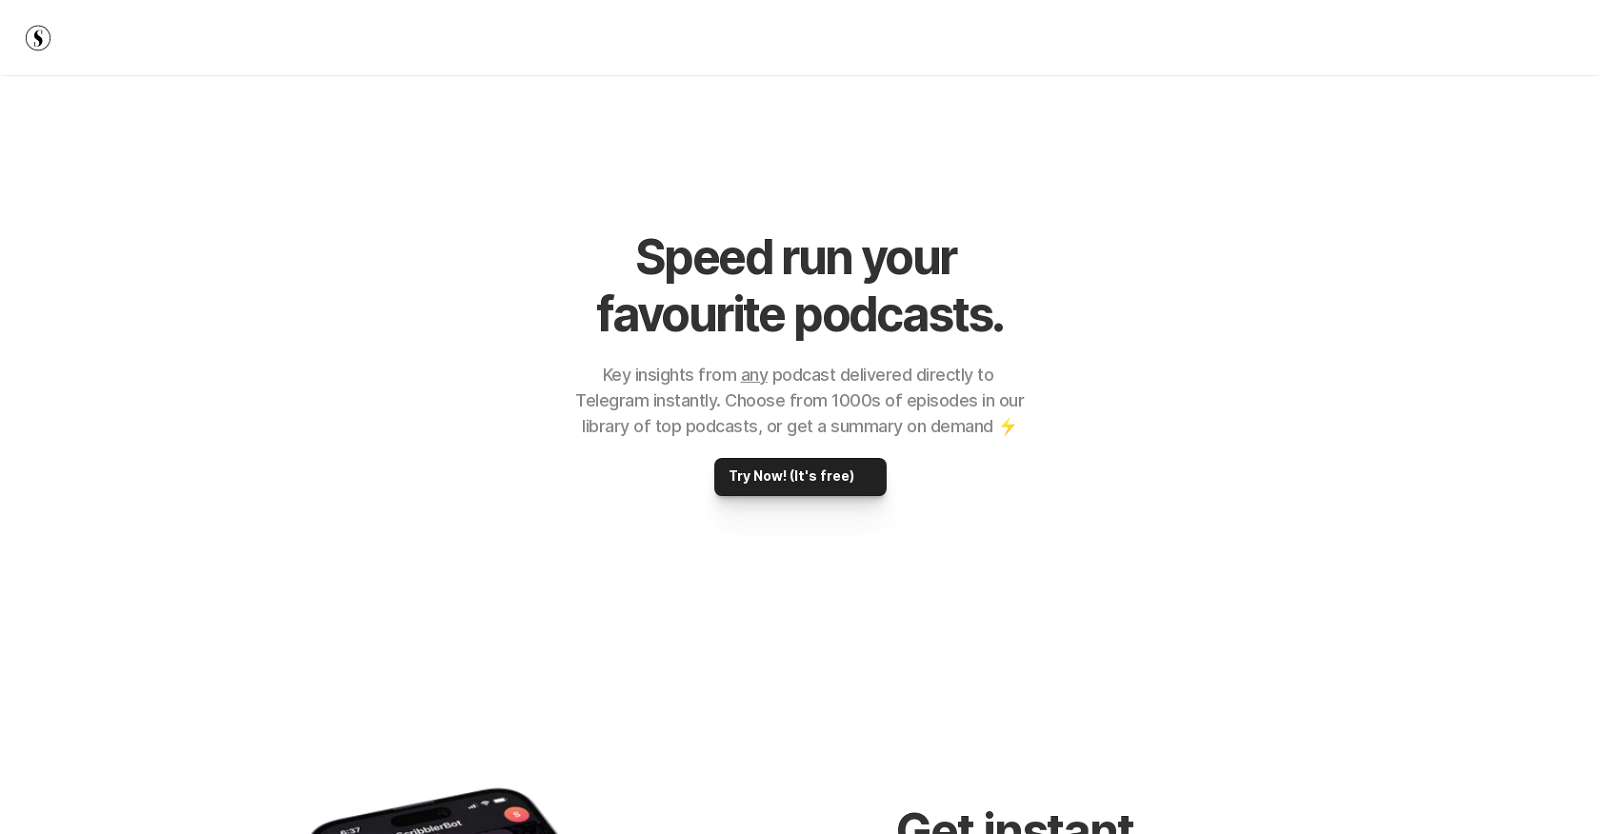 S
Speed run your
favourite podcasts.
Key insights from any podcast delivered directly to
Telegram instantly. Choose from 1000s of episodes in our
library of top podcasts, or get a summary on demand ⚡
Try Now! (It's free)
6:37
S
ScribblerBot
Get instant